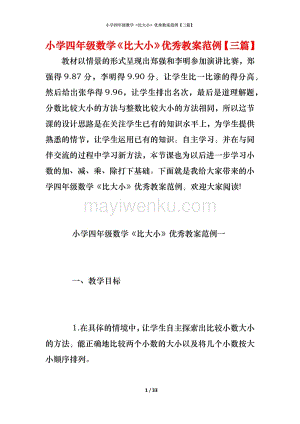 小学四年级数学《比大小》优秀教案范例【三篇】
小学四年级数学《比大小》优秀教案范例【三篇】
教材以情景的形式呈现出郑强和李明参加演讲比赛，郑强
得 9.87 分，李明得 9.90 分，让学生比一比谁的得分高，
然后给出张华得 9.96，让学生排出名次，最后是道理解题，
分数比大小的方法与整数比较大小的方法相同，所以这节
课的设计思路是在关注学生已有的知识水平上，为学生提供
熟悉的情节，让学生运用已有的知识。自主学习，并在与同
伴交流的过程中学习新方法，本节课也为以后进一步学习小
数的加、减、乘、除打下基础。下面就是我给大家带来的小
学四年级数学《比大小》优秀教案范例，欢迎大家阅读!
mayiwenku.com
小学四年级数学《比大小》优秀教案范例一
一、教学目标
1.在具体的情境中，让学生自主探索出比较小数大小
的方法，能正确地比较两个小数的大小以及将几个小数按大
小顺序排列。
1 / 33